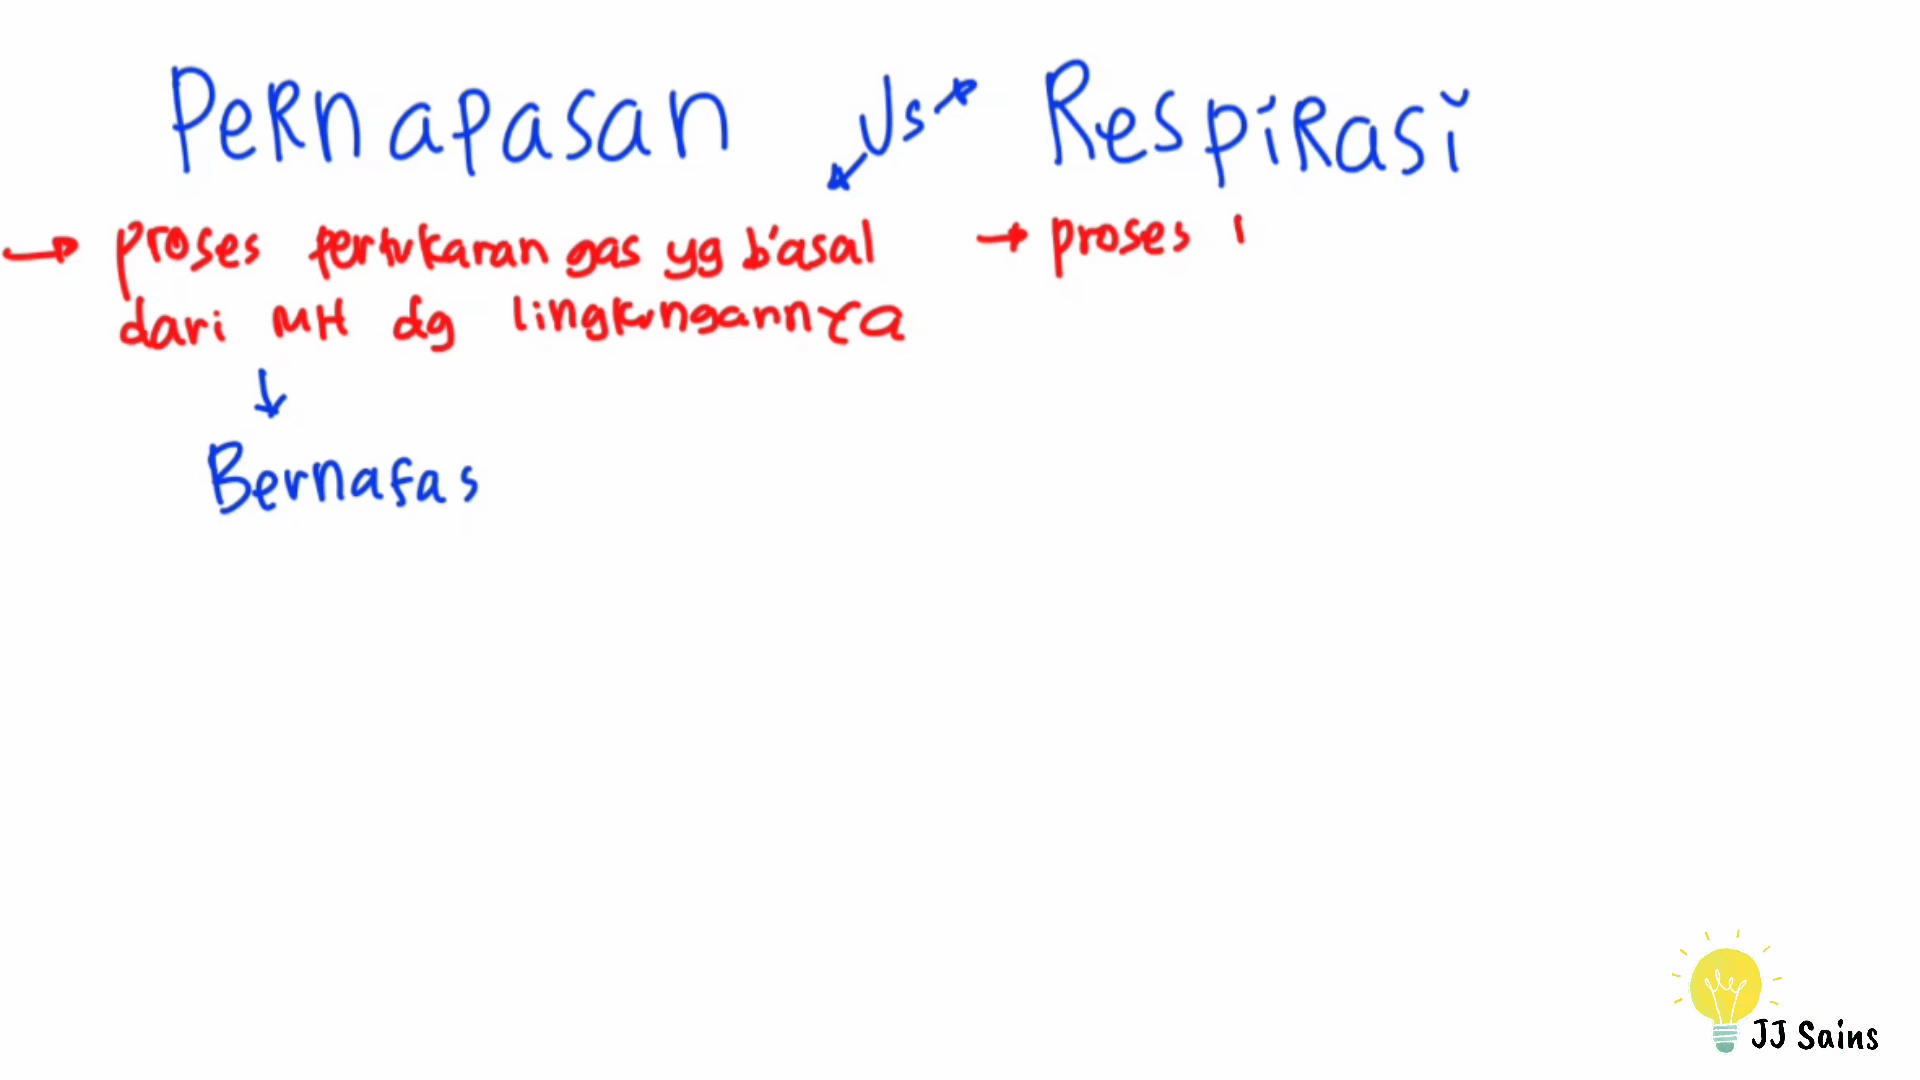 Pernapasan Vs Respirasi
proses pertukaran gas yg b'asal
dari MH dg lingkungannya
Bernafas
proses
JJ Sains